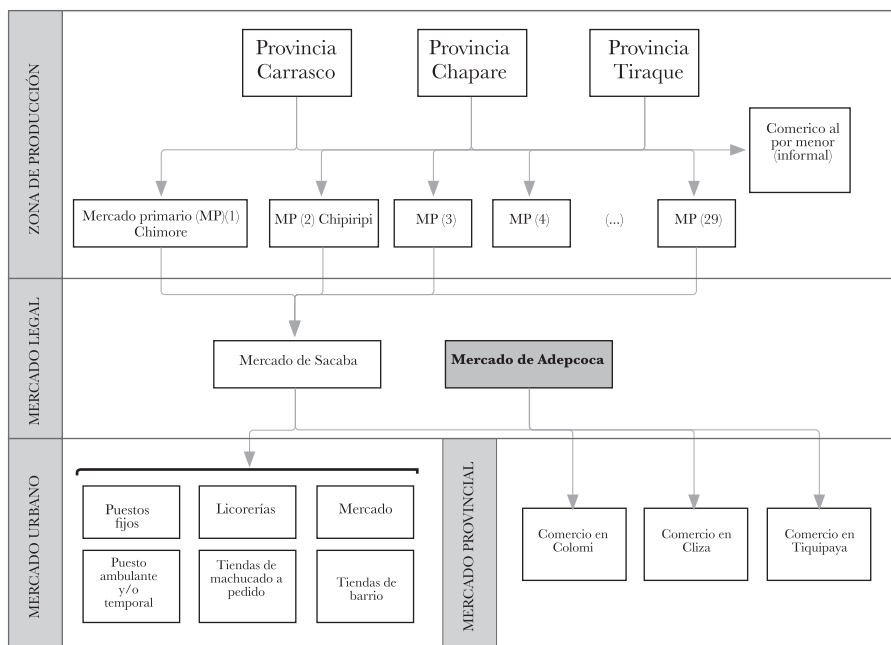 ZONA DE PRODUCCIÓN
Provincia
Carrasco
Provincia
Chapare
Provincia
Tiraque
Comerico al
por menor
(informal)
Mercado primario (MP)(1)
Chimore
MP (2) Chipiripi
MP (3)
MP (4)
(...)
MP (29)
MERCADO LEGAL
Mercado de Sacaba
Mercado de Adepcoca
MERCADO URBANO
Puestos
fijos
Licorerías
Mercado
Puesto
ambulante
y/o
temporal
Tiendas de
machucado a
pedido
Tiendas de
barrio
MERCADO PROVINCIAL
Comercio en
Colomi
Comercio en
Cliza
Comercio en
Tiquipaya